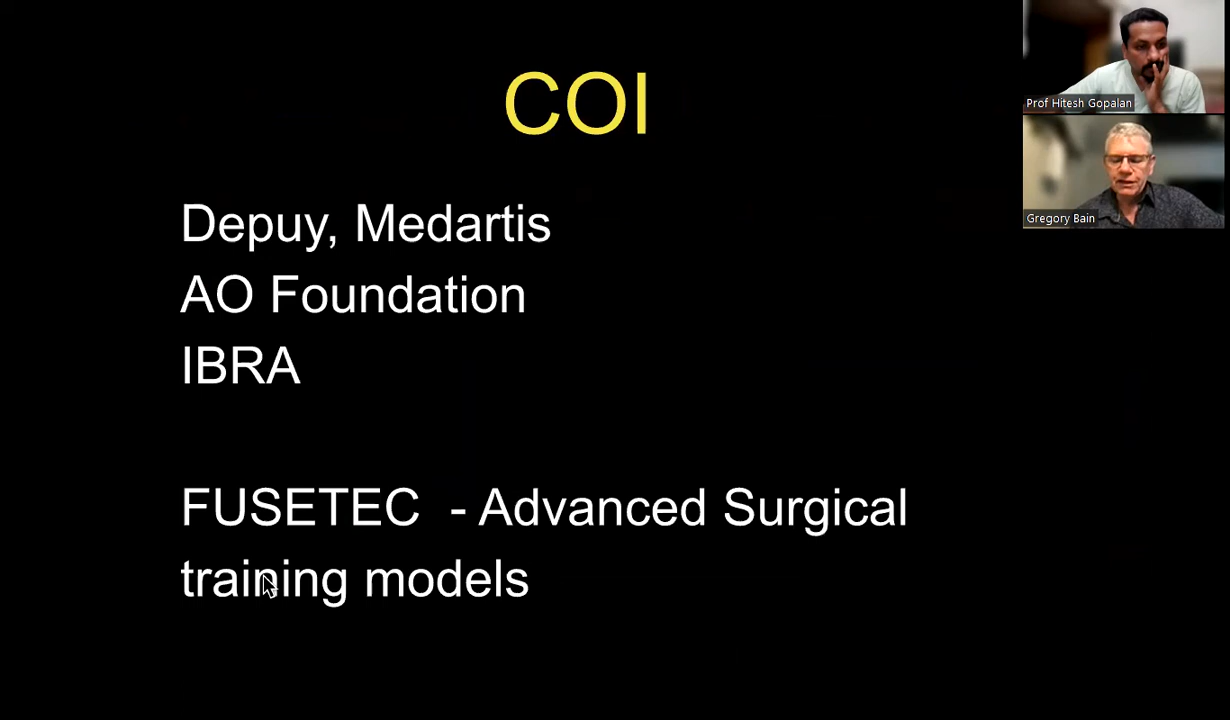 COI
Depuy, Medartis
AO Foundation
IBRA
FUSETEC - Advanced Surgical
training models
Prof Hitesh Gopalan
Gregory Bain